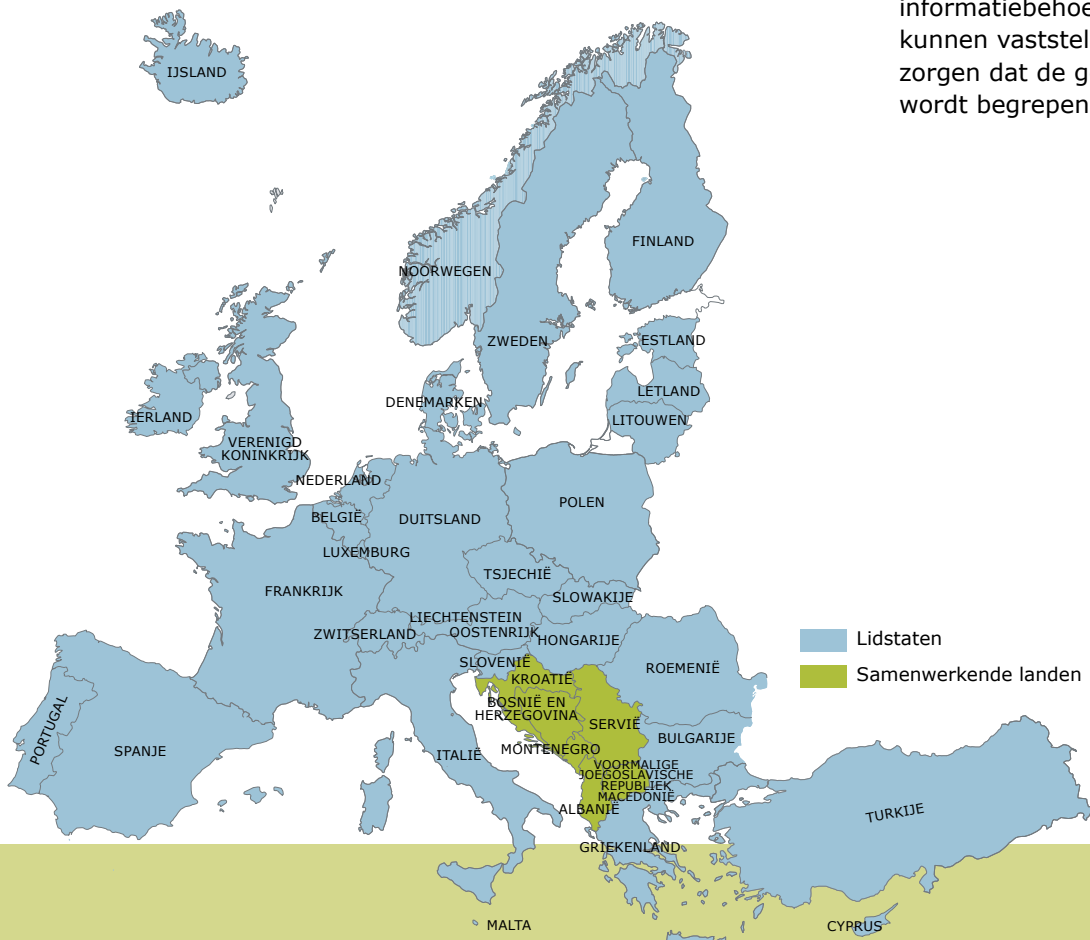 informatiebehoe
kunnen vaststel
zorgen dat de g
wordt begrepen
IJSLAND
FINLAND
NOORWEGEN
ZWEDEN
ESTLAND
LETLAND
DENEMARKEN
LITOUWEN
IERLAND
VERENIGD
KONINKRIJK
NEDERLAND
POLEN
BELGIË
DUITSLAND
LUXEMBURG
TSJECHIË
FRANKRIJK
SLOWAKIJE
LIECHTENSTEIN
ZWITSERLAND
OOSTENRIJK
HONGARIJE
Lidstaten
SLOVENIË
ROEMENIË
Samenwerkende landen
KROATIË
BOSNIË EN
HERZEGOVINA
PORTUGAL
SERVIË
BULGARIJE
SPANJE
ITALIË
MONTENEGRO
VOORMALIGE
JOEGOSLAVISCHE
REPUBLIEK
MACEDONIË
ALBANIË
TURKIJE
GRIEKENLAND
MALTA
CYPRUS